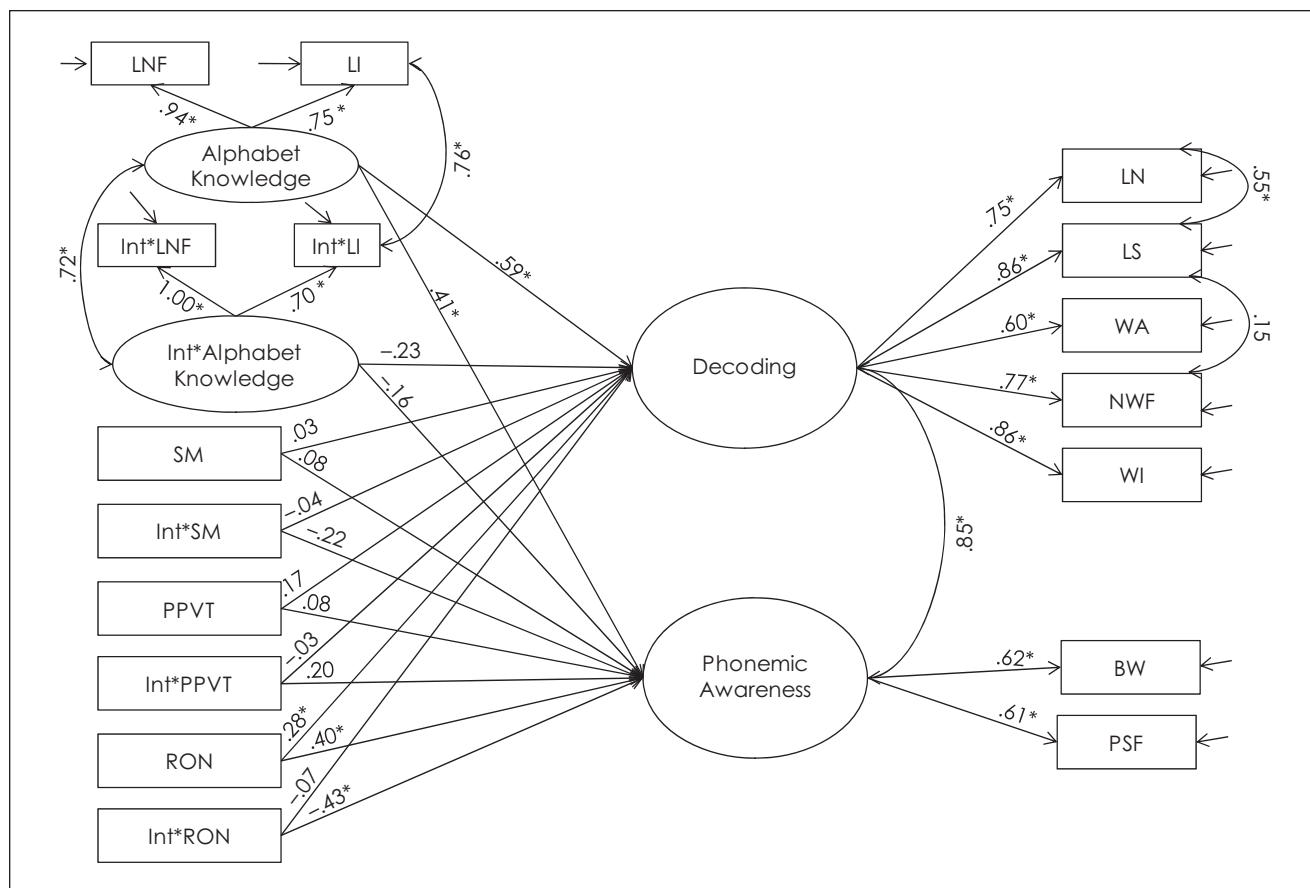 LNF
LI
.94*
.75*
.76*
Alphabet
Knowledge
Int*LNF
Int*LI
.72*
1.00*
.70*
Int*Alphabet
Knowledge
.59*
.41*
−.23
−.16
SM
.03
.08
Int*SM
−.04
−.22
PPVT
.17
.08
Int*PPVT
−.03
.20
RON
.28*
.40*
Int*RON
−.07
−.43*
Decoding
Phonemic
Awareness
.85*
.75*
.86*
.60*
.77*
.86*
LN
LS
WA
NWF
WI
.55*
.15
.62*
.61*
BW
PSF